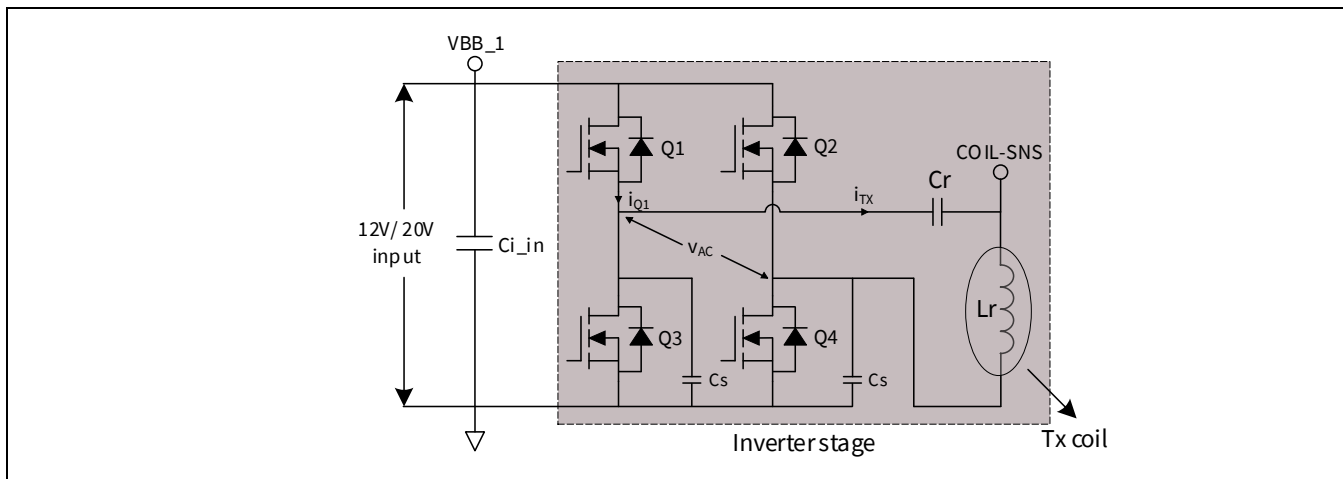 VBB_1
Q1
Q2
COIL-SNS
Cr
iQ1
iTX
12V/20V
input
Ci_in
vAC
Lr
Q3
Q4
Cs
Cs
Inverter stage
Tx coil